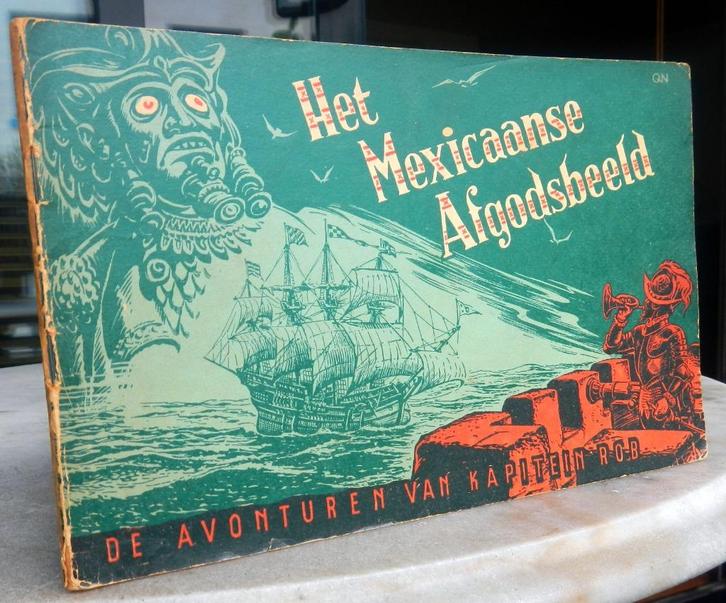 QN
Het
Mexicaanse
Afgodsbeeld
DE AVONTUREN VAN KAPITEIN ROB